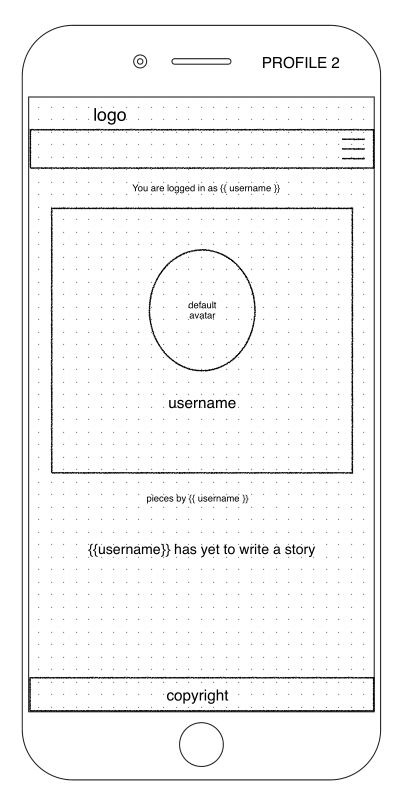 PROFILE 2
logo
You are logged in as {{ username }}
default
avatar
username
pieces by {{ username }}
{{username}} has yet to write a story
copyright